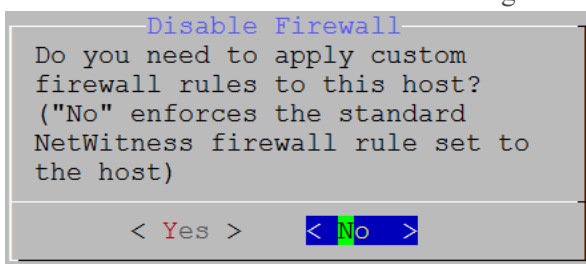 Disable Firewall
Do you need to apply custom
firewall rules to this host?
("No" enforces the standard
NetWitness firewall rule set to
the host)
< Yes > < No >